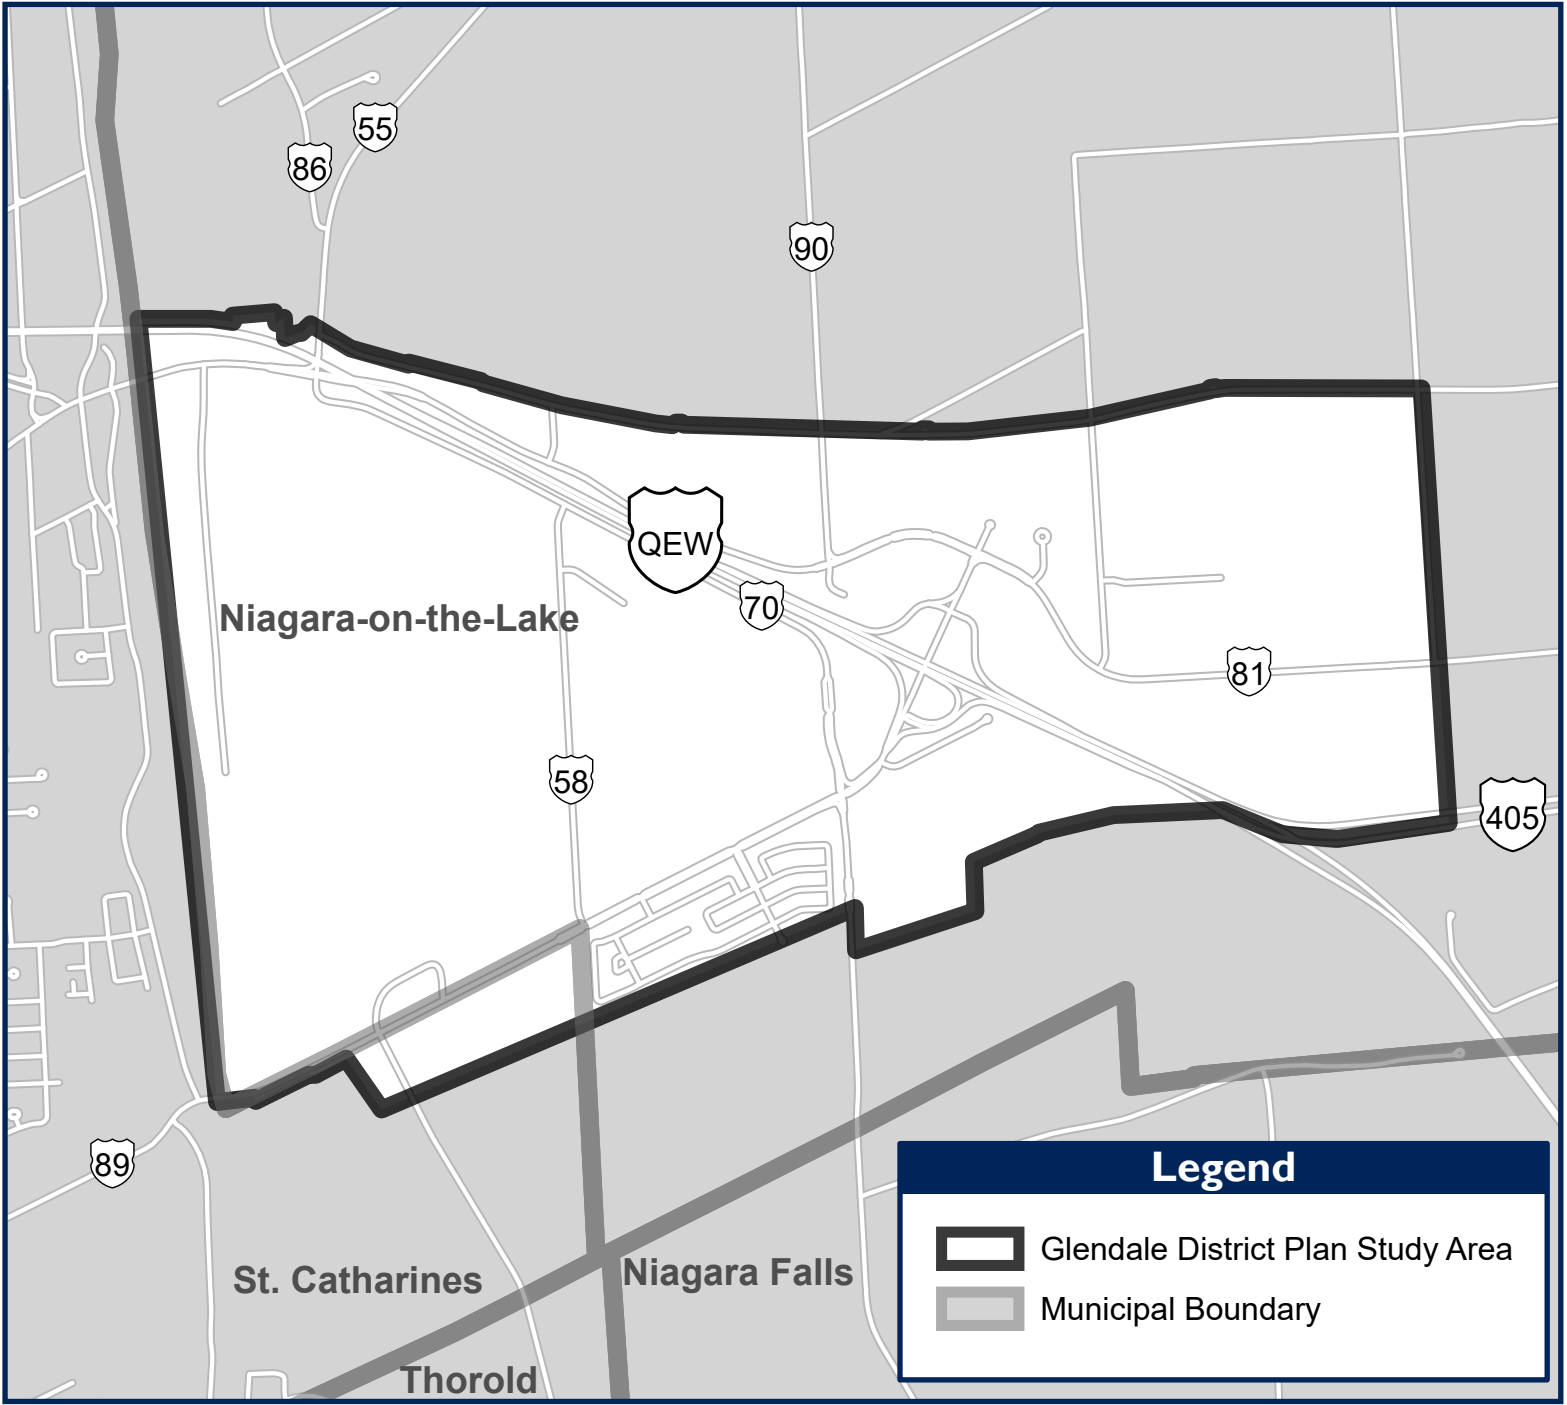 55
86
90
QEW
70
Niagara-on-the-Lake
81
58
405
89
Legend
Glendale District Plan Study Area
Municipal Boundary
St. Catharines
Niagara Falls
Thorold